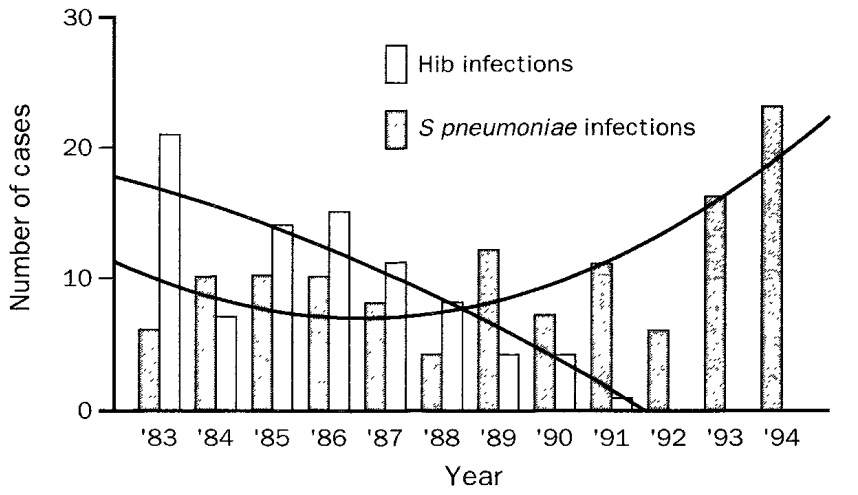 30
20
10
0
Number of cases
Hib infections
S pneumoniae infections
'83 '84 '85 '86 '87 '88 '89 '90 '91 '92 '93 '94
Year